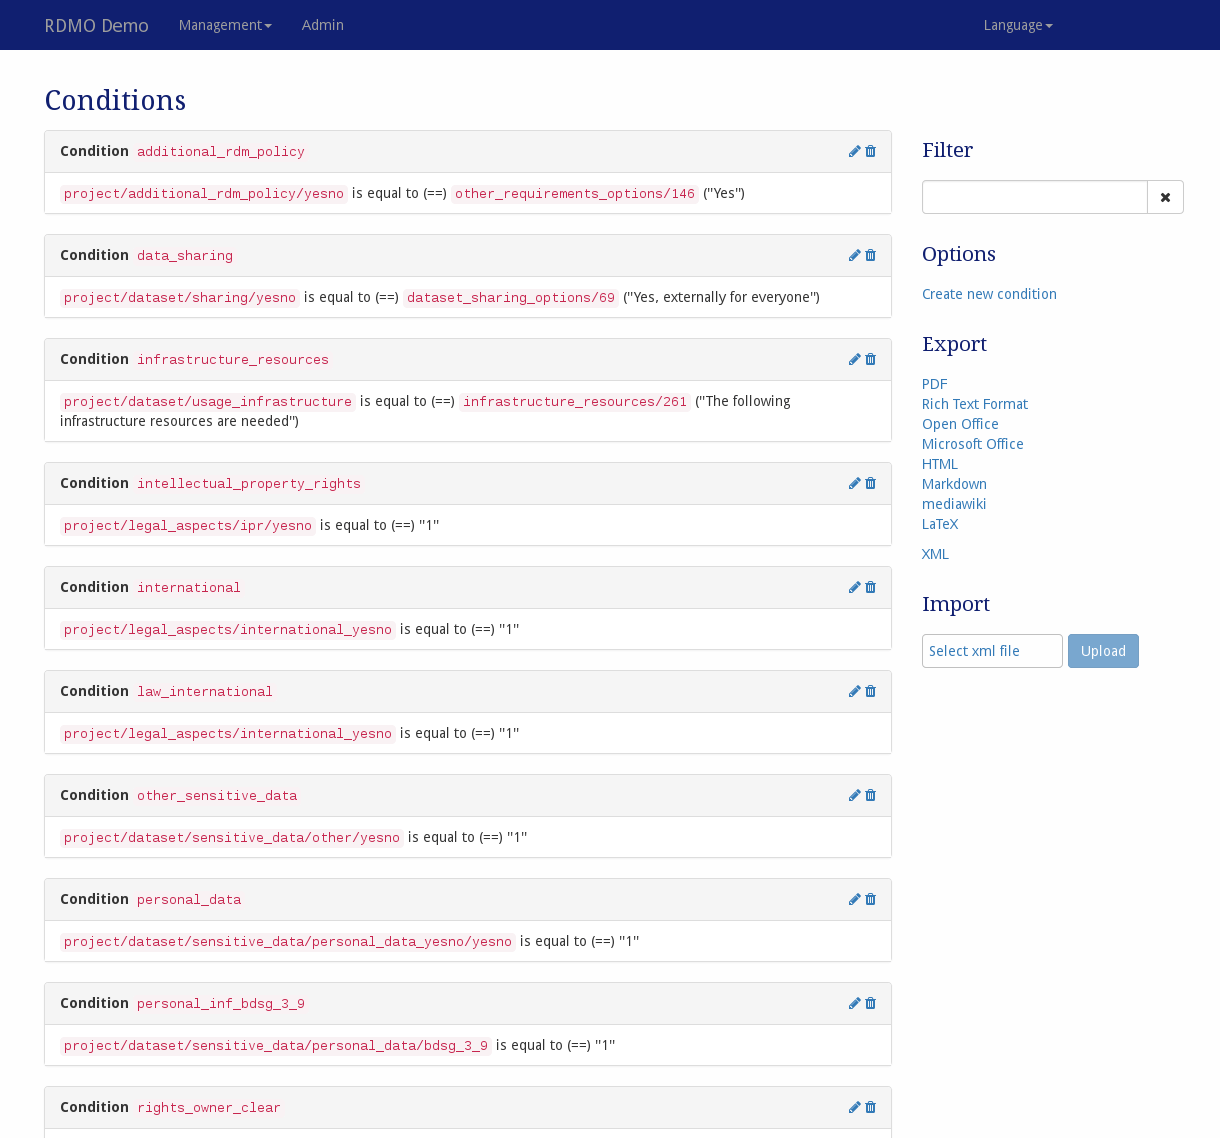 RDMO Demo Management Admin Language
Conditions
Condition additional_rdm_policy
project/additional_rdm_policy/yesno is equal to (==) other_requirements_options/146 ("Yes")
Condition data_sharing
project/dataset/sharing/yesno is equal to (==) dataset_sharing_options/69 ("Yes, externally for everyone")
Condition infrastructure_resources
project/dataset/usage_infrastructure is equal to (==) infrastructure_resources/261 ("The following
infrastructure resources are needed")
Condition intellectual_property_rights
project/legal_aspects/ipr/yesno is equal to (==) "1"
Condition international
project/legal_aspects/international_yesno is equal to (==) "1"
Condition law_international
project/legal_aspects/international_yesno is equal to (==) "1"
Condition other_sensitive_data
project/dataset/sensitive_data/other/yesno is equal to (==) "1"
Condition personal_data
project/dataset/sensitive_data/personal_data_yesno/yesno is equal to (==) "1"
Condition personal_inf_bdsg_3_9
project/dataset/sensitive_data/personal_data/bdsg_3_9 is equal to (==) "1"
Condition rights_owner_clear
Filter
Options
Create new condition
Export
PDF
Rich Text Format
Open Office
Microsoft Office
HTML
Markdown
mediawiki
LaTeX
XML
Import
Select xml file Upload